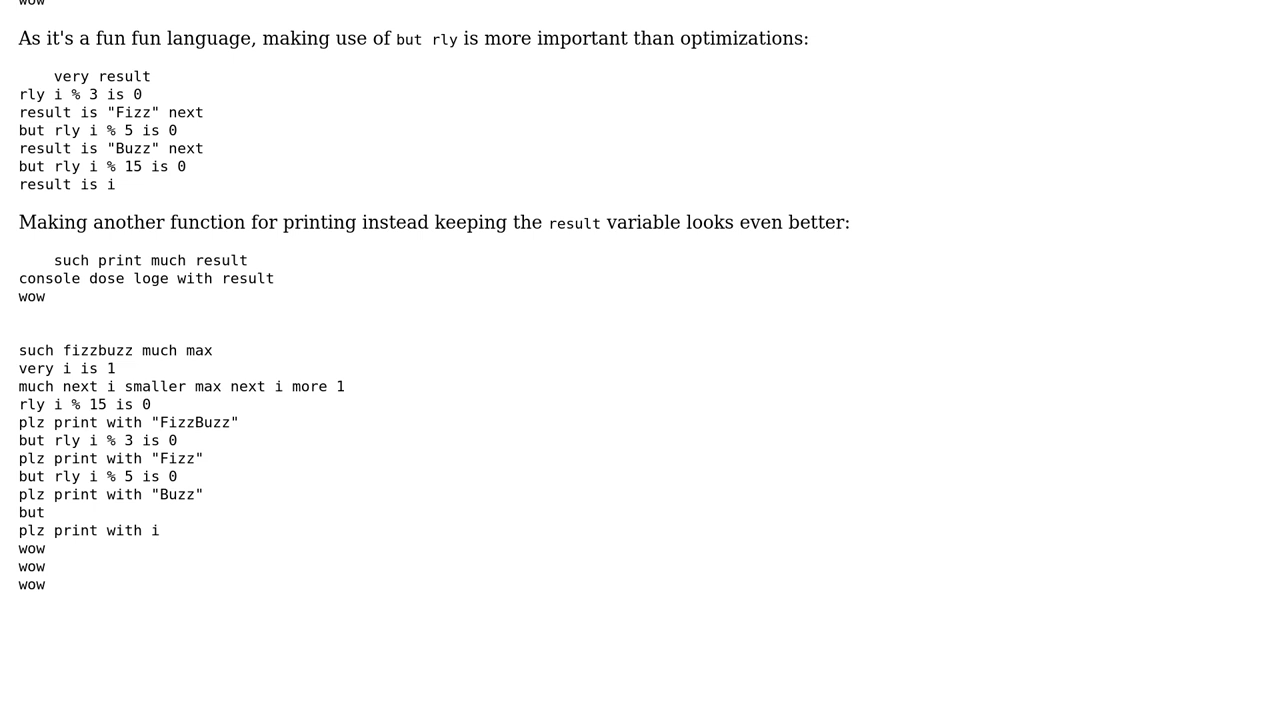 wow
As it's a fun fun language, making use of but rly is more important than optimizations:
very result
rly i % 3 is 0
result is "Fizz" next
but rly i % 5 is 0
result is "Buzz" next
but rly i % 15 is 0
result is i
Making another function for printing instead keeping the result variable looks even better:
such print much result
console dose loge with result
wow
such fizzbuzz much max
very i is 1
much next i smaller max next i more 1
rly i % 15 is 0
plz print with "FizzBuzz"
but rly i % 3 is 0
plz print with "Fizz"
but rly i % 5 is 0
plz print with "Buzz"
but
plz print with i
wow
wow
wow